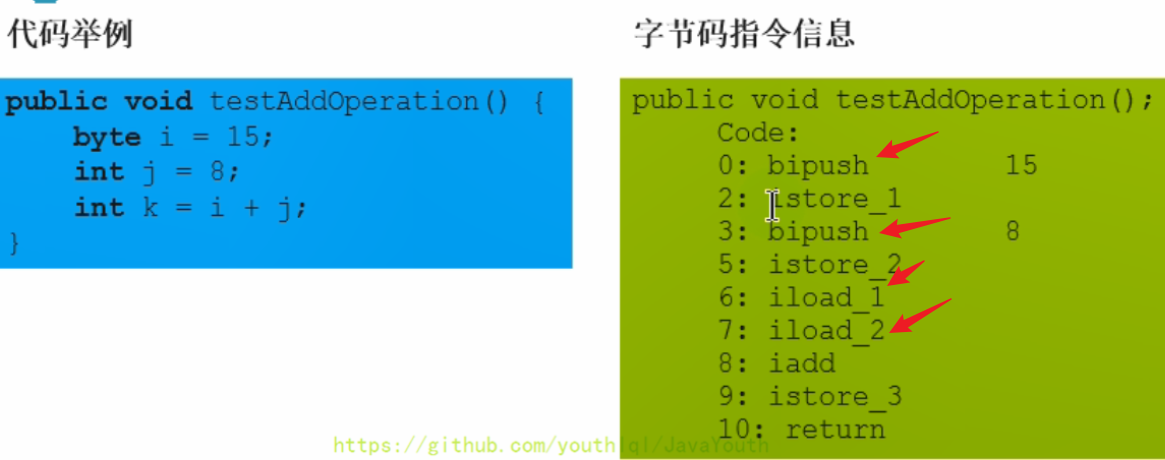 代码举例
public void testAddOperation() {
    byte i = 15;
    int j = 8;
    int k = i + j;
}
字节码指令信息
public void testAddOperation();
Code:
0: bipush 15
2: istore_1
3: bipush 8
5: istore_2
6: iload_1
7: iload_2
8: iadd
9: istore_3
10: return
https://github.com/youthlql/JavaYouth